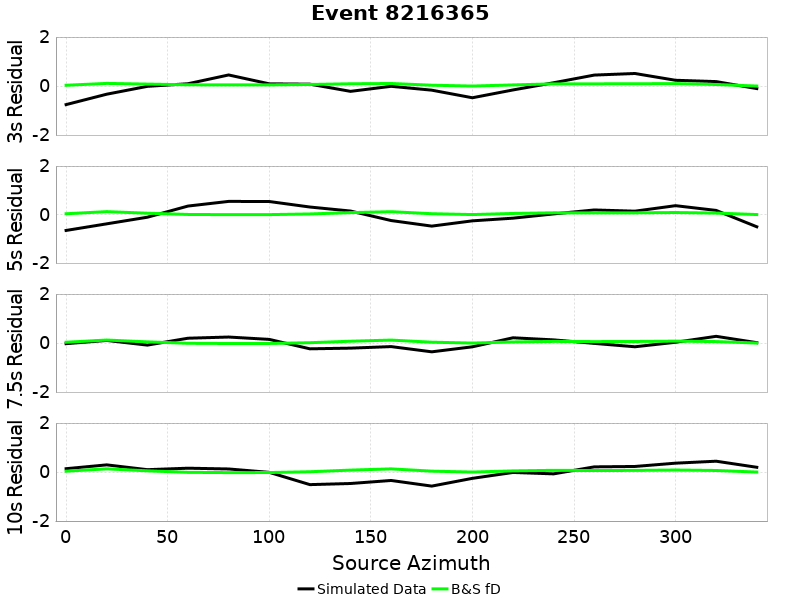 Event 8216365
3s Residual
2
0
-2
5s Residual
2
0
-2
7.5s Residual
2
0
-2
10s Residual
2
0
-2
0 50 100 150 200 250 300
Source Azimuth
Simulated Data B&S fD